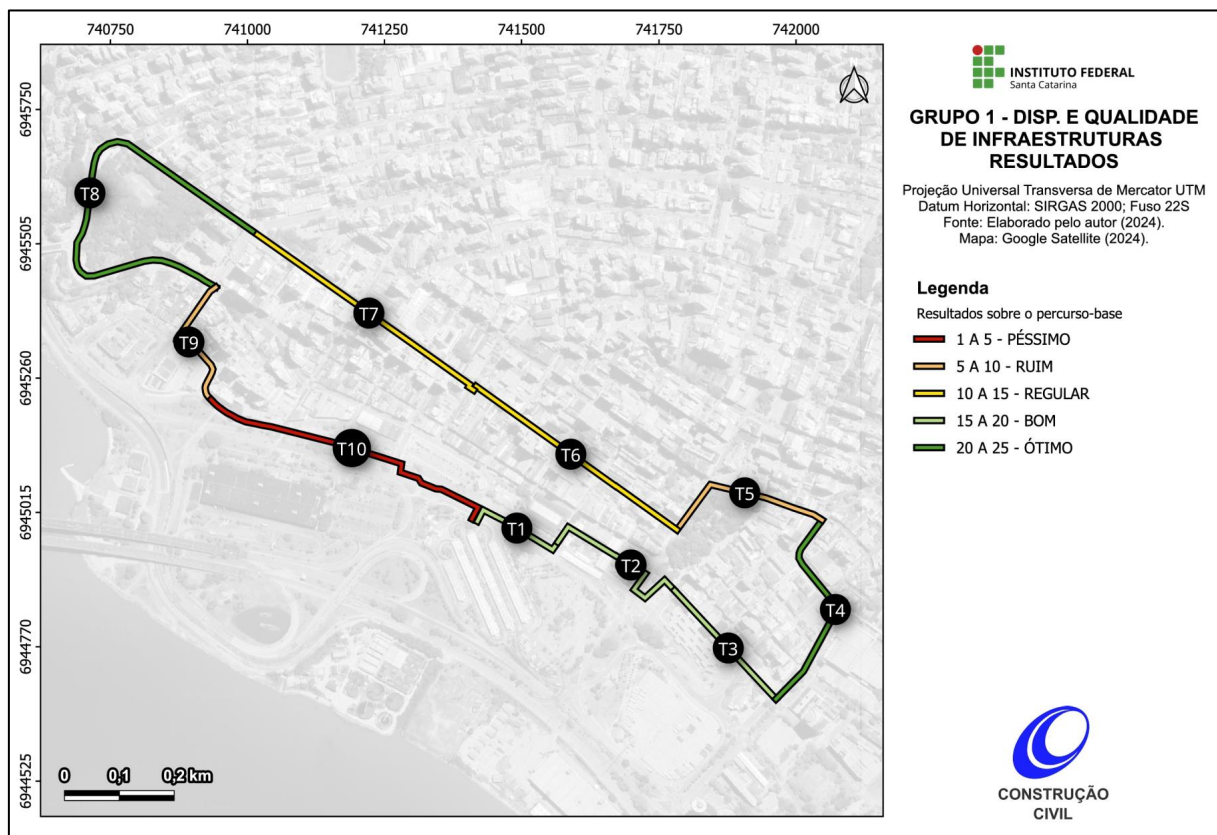 740750 741000 741250 741500 741750 742000
6945750
6945505
6945260
6945015
6944770
6944525
T8
T7
T9
T6
T10
T5
T1
T2
T4
T3
0 0,1 0,2 km
INSTITUTO FEDERAL
Santa Catarina
GRUPO 1 - DISP. E QUALIDADE
DE INFRAESTRUTURAS
RESULTADOS
Projeção Universal Transversa de Mercator UTM
Datum Horizontal: SIRGAS 2000; Fuso 22S
Fonte: Elaborado pelo autor (2024).
Mapa: Google Satellite (2024).
Legenda
Resultados sobre o percurso-base
1 A 5 - PÉSSIMO
5 A 10 - RUIM
10 A 15 - REGULAR
15 A 20 - BOM
20 A 25 - ÓTIMO
CONSTRUÇÃO
CIVIL